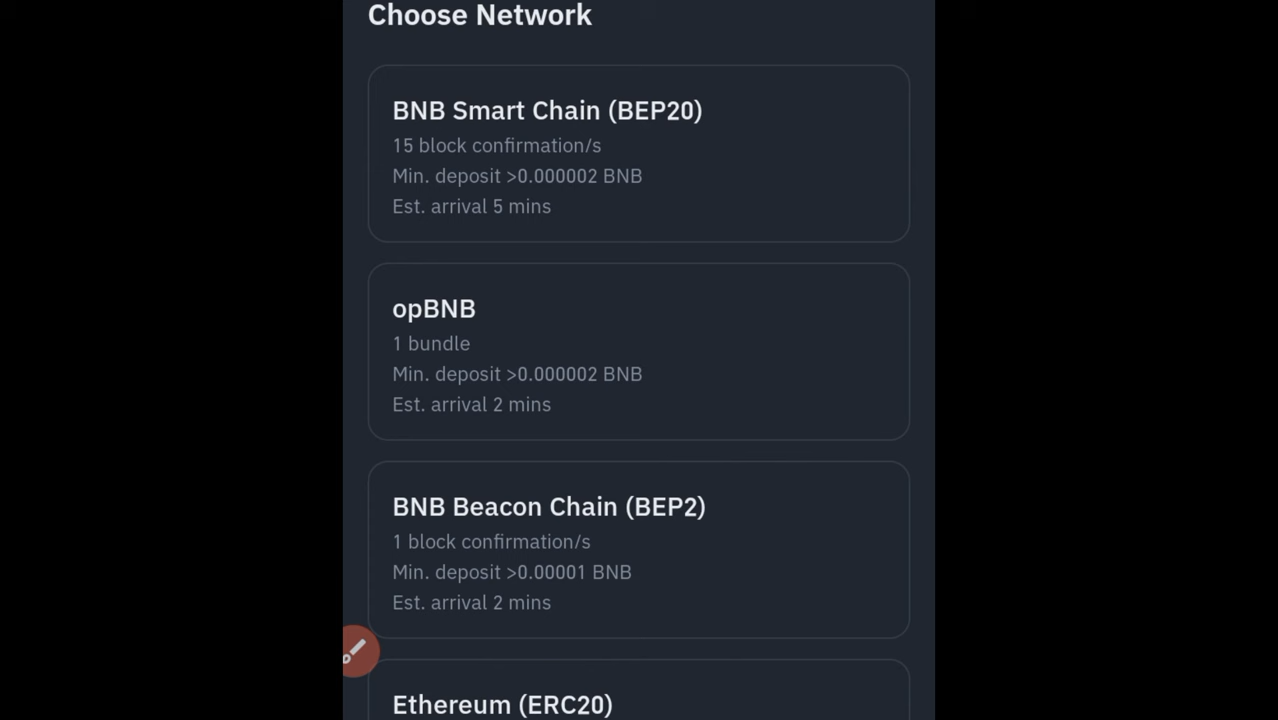 Choose Network
BNB Smart Chain (BEP20)
15 block confirmation/s
Min. deposit >0.000002 BNB
Est. arrival 5 mins
opBNB
1 bundle
Min. deposit >0.000002 BNB
Est. arrival 2 mins
BNB Beacon Chain (BEP2)
1 block confirmation/s
Min. deposit >0.00001 BNB
Est. arrival 2 mins
Ethereum (ERC20)